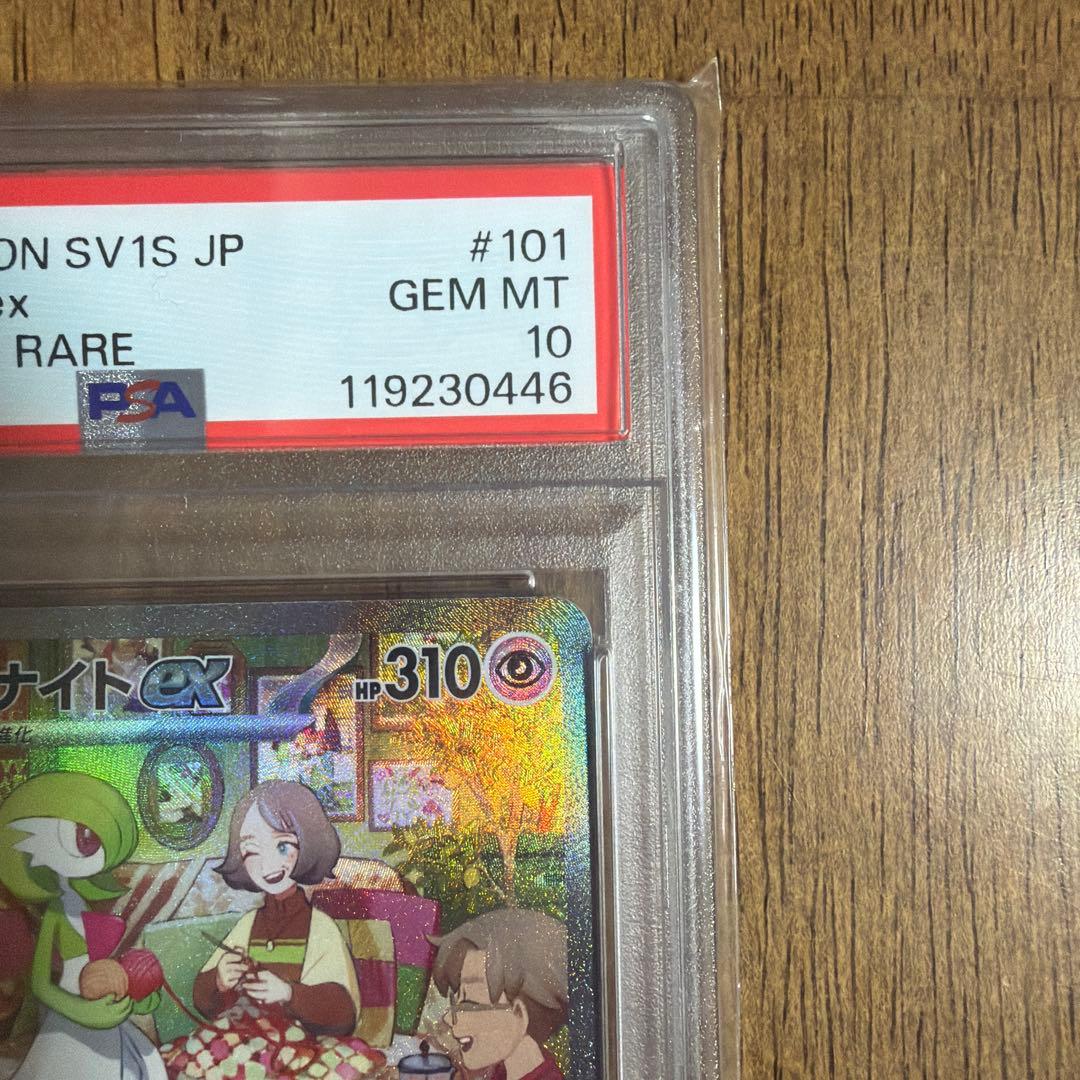 ON SV1S JP #101
ex GEM MT
RARE 10
PSA 119230446
ナイトex HP310
進化